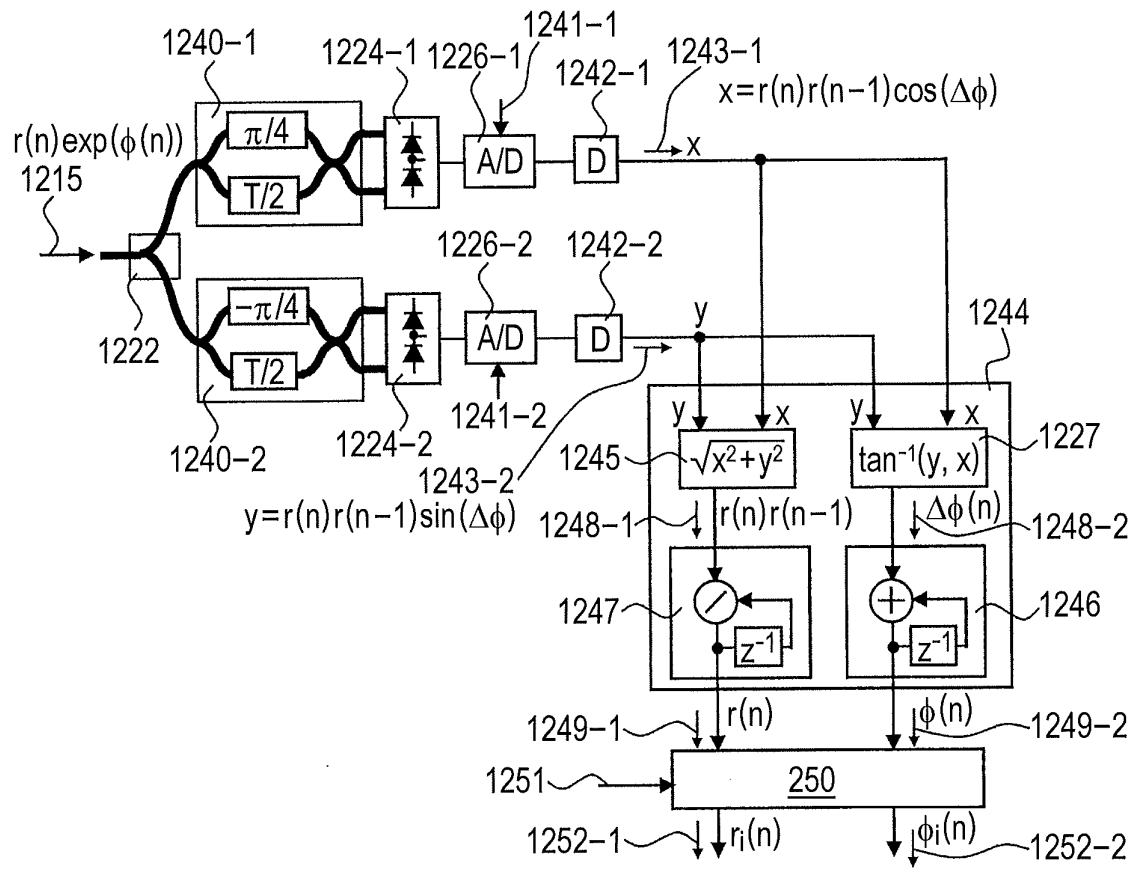 1240–1
1224–1
1226–1
1241–1
1242–1
1243–1
x=r(n)r(n–1)cos(Δϕ)
r(n)exp(ϕ(n))
1215
π/4
T/2
A/D
D
x
1222
1226–2
1242–2
–π/4
T/2
A/D
D
y
1244
1240–2
1224–2
1241–2
1243–2
y=r(n)r(n–1)sin(Δϕ)
y
x
y
x
1245
√x²+y²
tan⁻¹(y, x)
1227
1248–1
r(n)r(n–1)
Δϕ(n)
1248–2
1247
z⁻¹
z⁻¹
1246
1249–1
r(n)
ϕ(n)
1249–2
1251
250
1252–1
rᵢ(n)
ϕᵢ(n)
1252–2